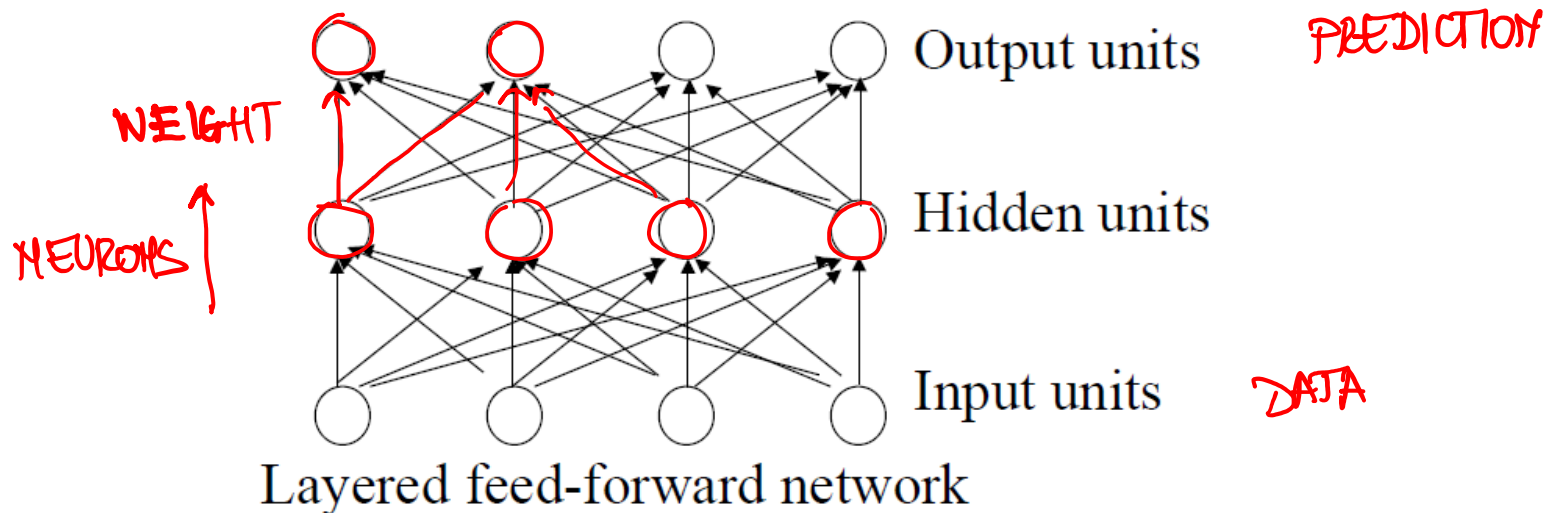 Output units PREDICTION
WEIGHT
Hidden units
NEURONS
Input units DATA
Layered feed-forward network